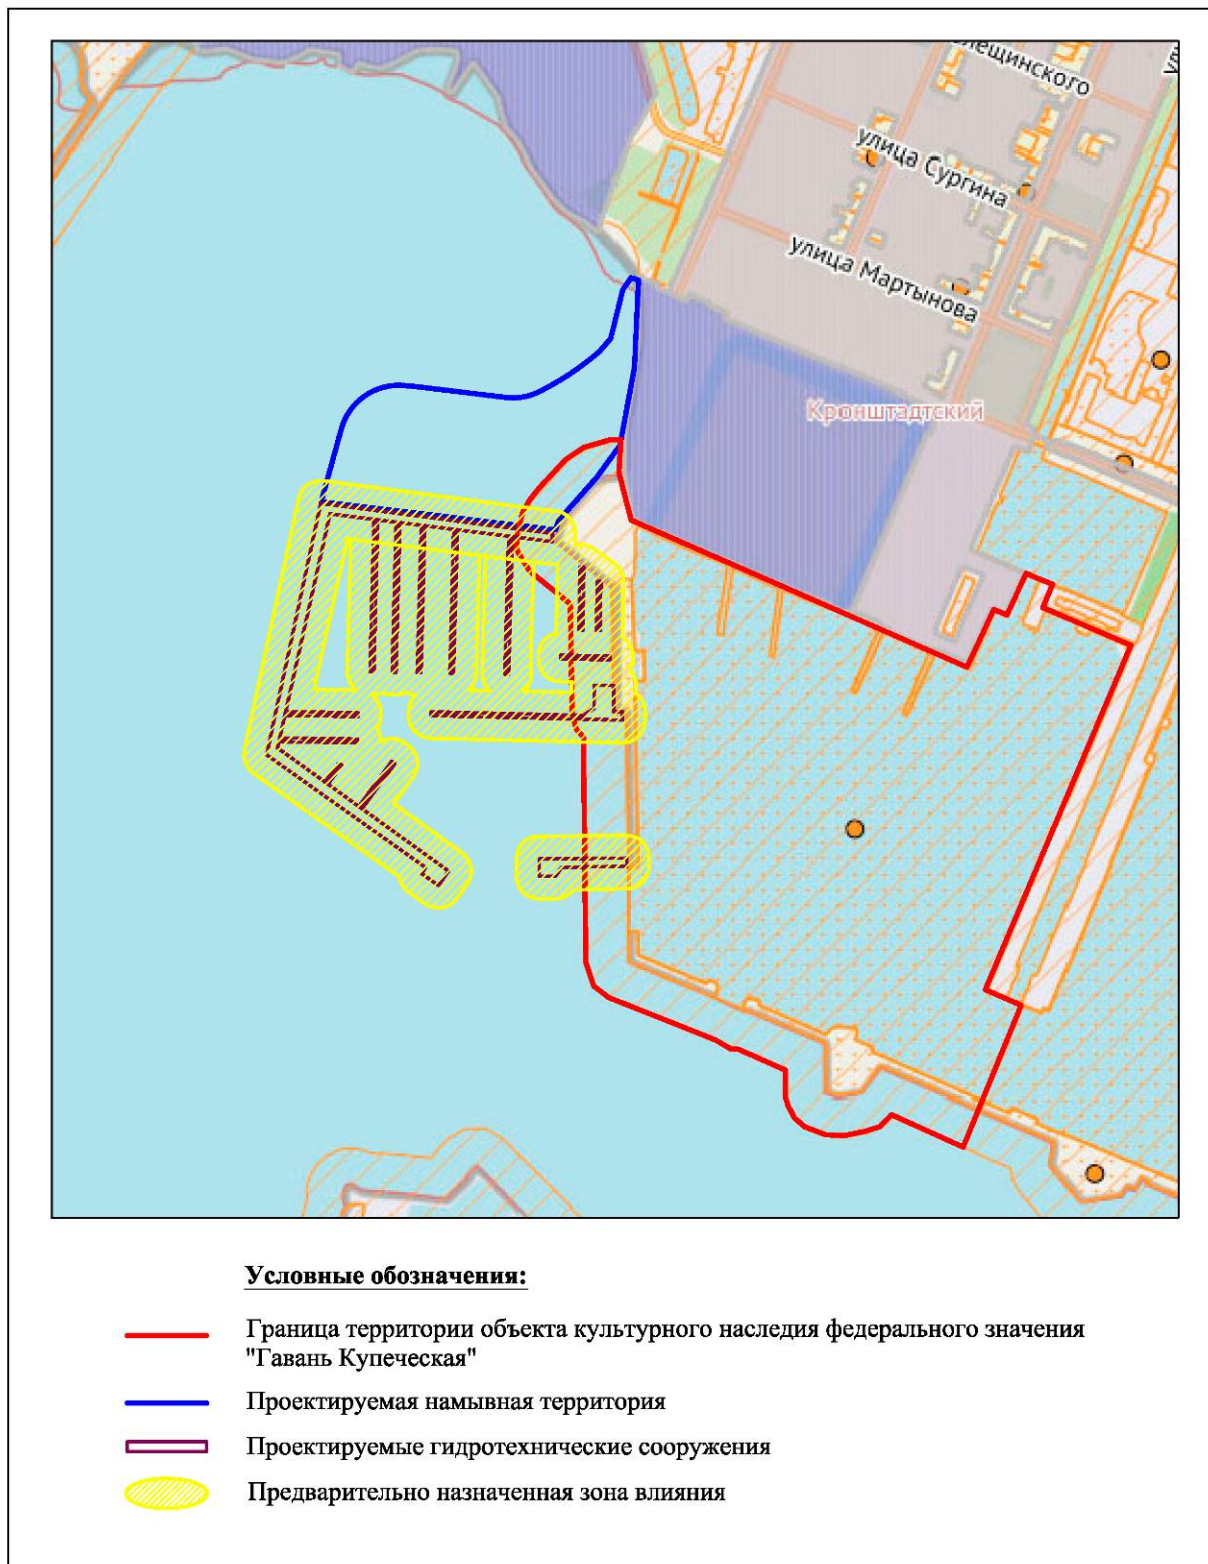 улица Сургина
улица Мартынова
Кронштадтский
Условные обозначения:
Граница территории объекта культурного наследия федерального значения
"Гавань Купеческая"
Проектируемая намывная территория
Проектируемые гидротехнические сооружения
Предварительно назначенная зона влияния